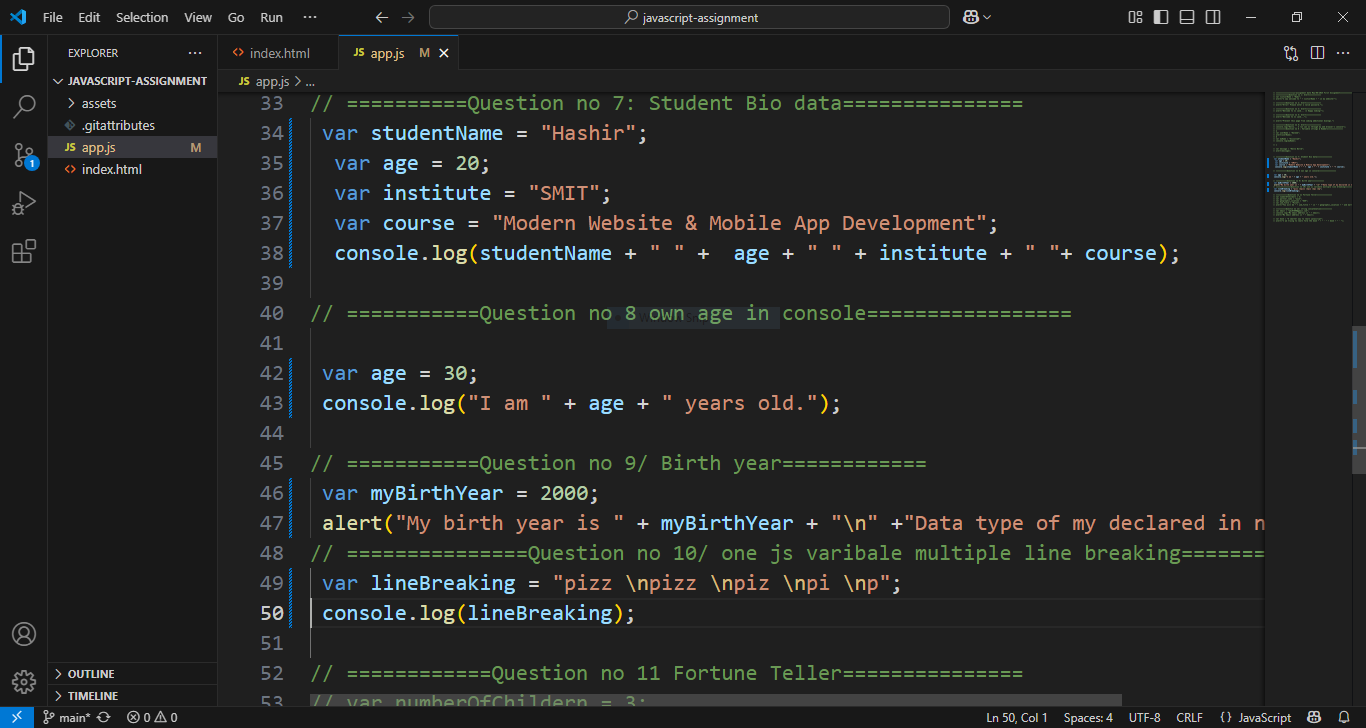 File Edit Selection View Go Run ··· javascript-assignment
EXPLORER ···
JAVASCRIPT-ASSIGNMENT
assets
.gitattributes
JS app.js M
index.html
OUTLINE
TIMELINE
index.html
JS app.js M
JS app.js > ...
33 // ==========Question no 7: Student Bio data===============
34 var studentName = "Hashir";
35 var age = 20;
36 var institute = "SMIT";
37 var course = "Modern Website & Mobile App Development";
38 console.log(studentName + " " +  age + " " + institute + " "+ course);
39
40 // ===========Question no 8 own age in console=================
41
42 var age = 30;
43 console.log("I am " + age + " years old.");
44
45 // ===========Question no 9/ Birth year============
46 var myBirthYear = 2000;
47 alert("My birth year is " + myBirthYear + "\n" +"Data type of my declared in n
48 // ===============Question no 10/ one js varibale multiple line breaking=======
49 var lineBreaking = "pizz \npizz \npiz \npi \np";
50 console.log(lineBreaking);
51
52 // ============Question no 11 Fortune Teller===============
53 // var numberOfChildern = 3;
1
main* 0 0 Ln 50, Col 1 Spaces: 4 UTF-8 CRLF {} JavaScript